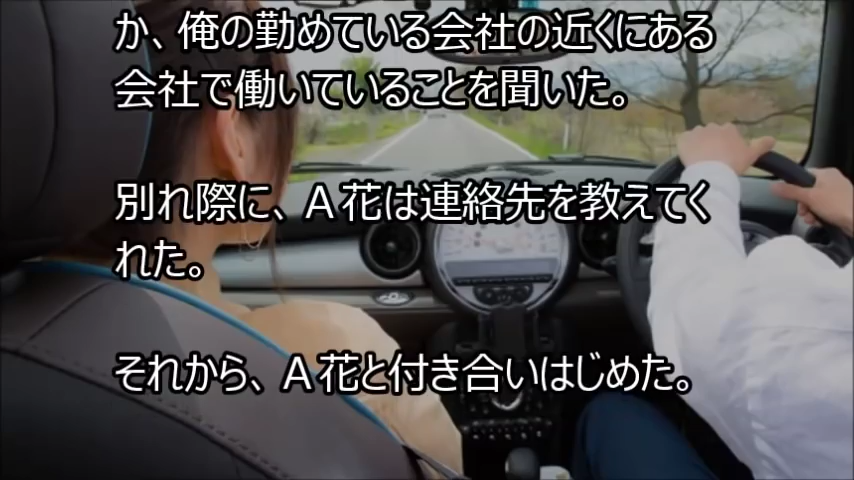 か、俺の勤めている会社の近くにある
会社で働いていることを聞いた。
別れ際に、Ａ花は連絡先を教えてく
れた。
それから、Ａ花と付き合いはじめた。